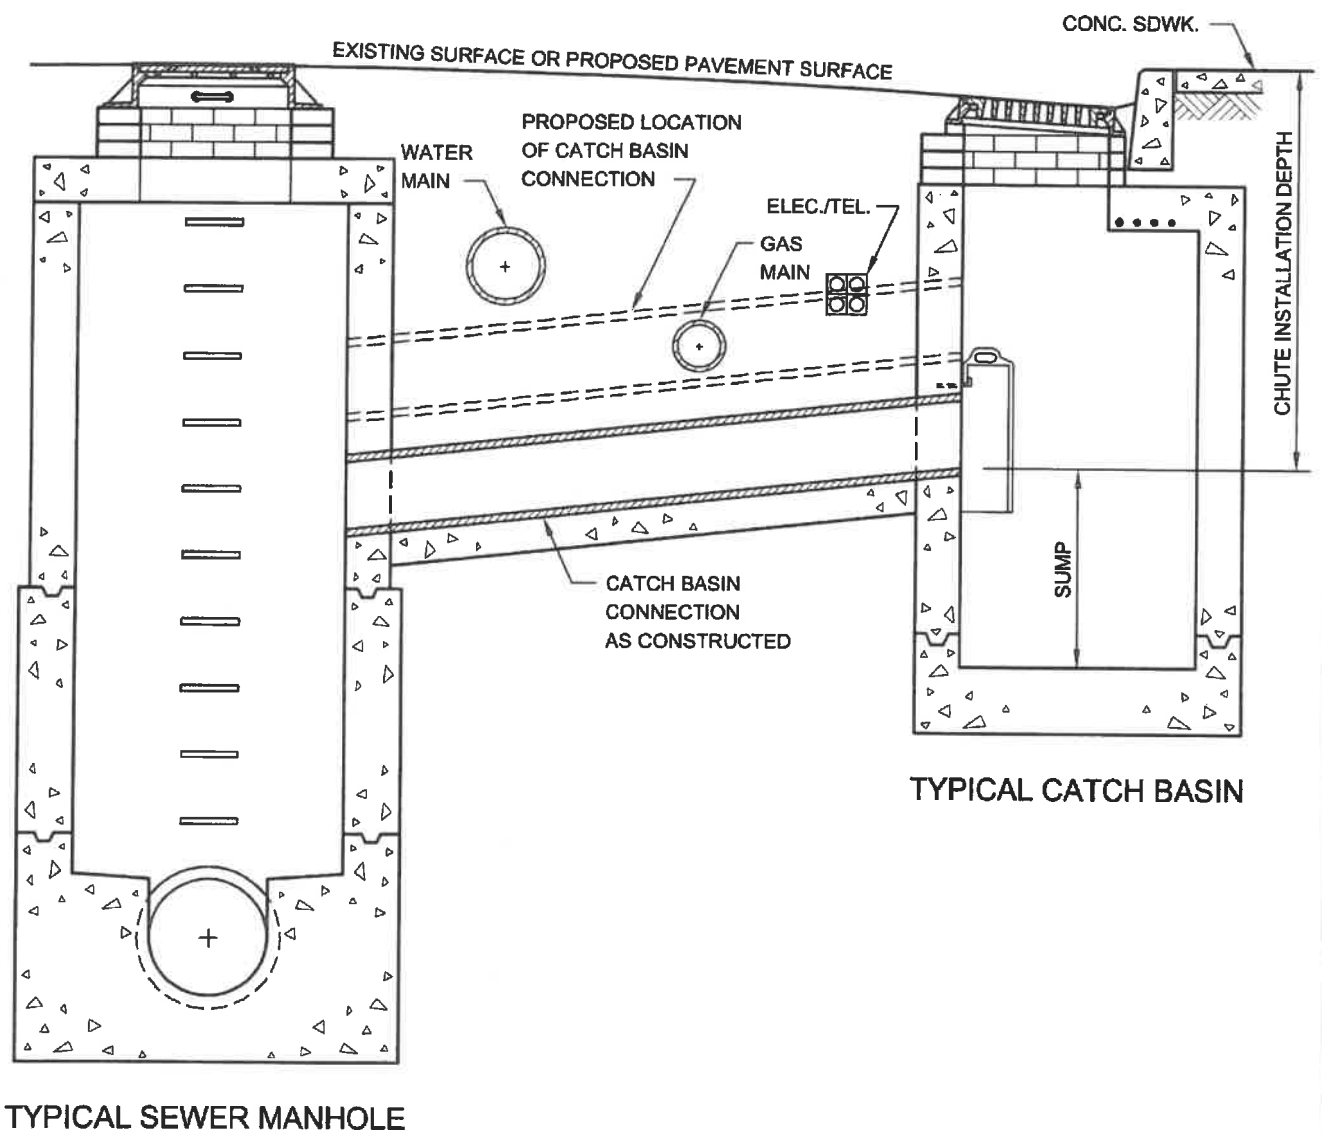 CONC. SDWK.
EXISTING SURFACE OR PROPOSED PAVEMENT SURFACE
PROPOSED LOCATION
OF CATCH BASIN
CONNECTION
WATER
MAIN
ELEC./TEL.
GAS
MAIN
CHUTE INSTALLATION DEPTH
SUMP
CATCH BASIN
CONNECTION
AS CONSTRUCTED
TYPICAL CATCH BASIN
TYPICAL SEWER MANHOLE